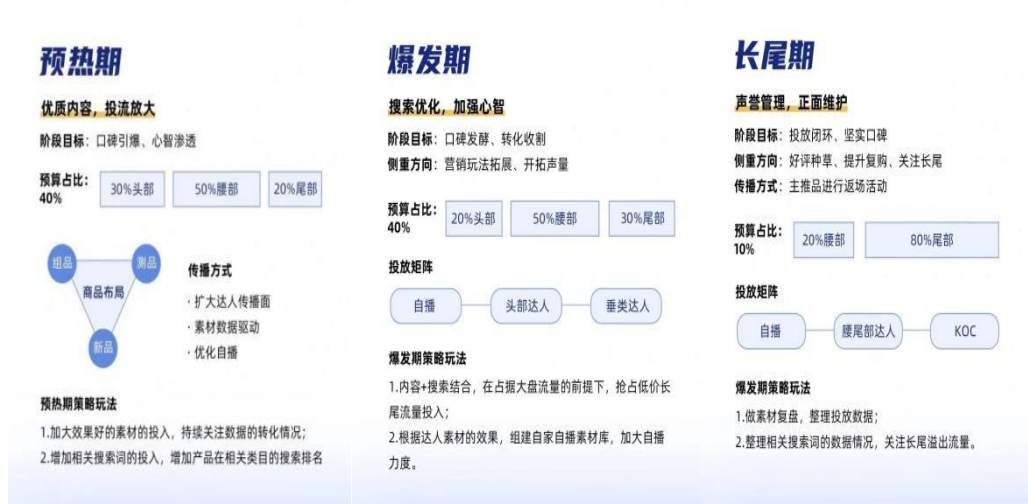 预热期
优质内容，投流放大
阶段目标：口碑引爆、心智渗透
预算占比：
40%
30%头部
50%腰部
20%尾部
组品
测品
商品布局
新品
传播方式
·扩大达人传播面
·素材数据驱动
·优化自播
预热期策略玩法
1.加大效果好的素材的投入，持续关注数据的转化情况；
2.增加相关搜索词的投入，增加产品在相关类目的搜索排名
爆发期
搜索优化，加强心智
阶段目标：口碑发酵、转化收割
侧重方向：营销玩法拓展、开拓声量
预算占比：
40%
20%头部
50%腰部
30%尾部
投放矩阵
自播
头部达人
垂类达人
爆发期策略玩法
1.内容+搜索结合，在占据大盘流量的前提下，抢占低价长
尾流量投入；
2.根据达人素材的效果，组建自家自播素材库，加大自播
力度。
长尾期
声誉管理，正面维护
阶段目标：投放闭环、坚实口碑
侧重方向：好评种草、提升复购、关注长尾
传播方式：主推品进行返场活动
预算占比：
10%
20%腰部
80%尾部
投放矩阵
自播
腰尾部达人
KOC
爆发期策略玩法
1.做素材复盘，整理投放数据；
2.整理相关搜索词的数据情况，关注长尾溢出流量。